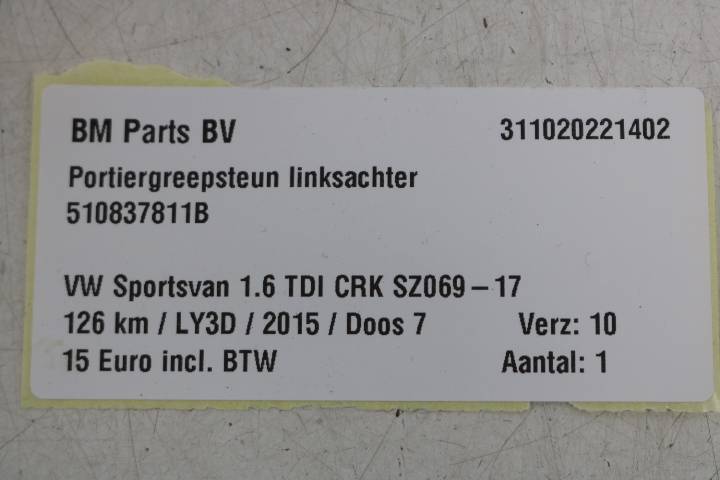 BM Parts BV 311020221402
Portiergreepsteun linksachter
510837811B
VW Sportsvan 1.6 TDI CRK SZ069-17
126 km / LY3D / 2015 / Doos 7 Verz: 10
15 Euro incl. BTW Aantal: 1